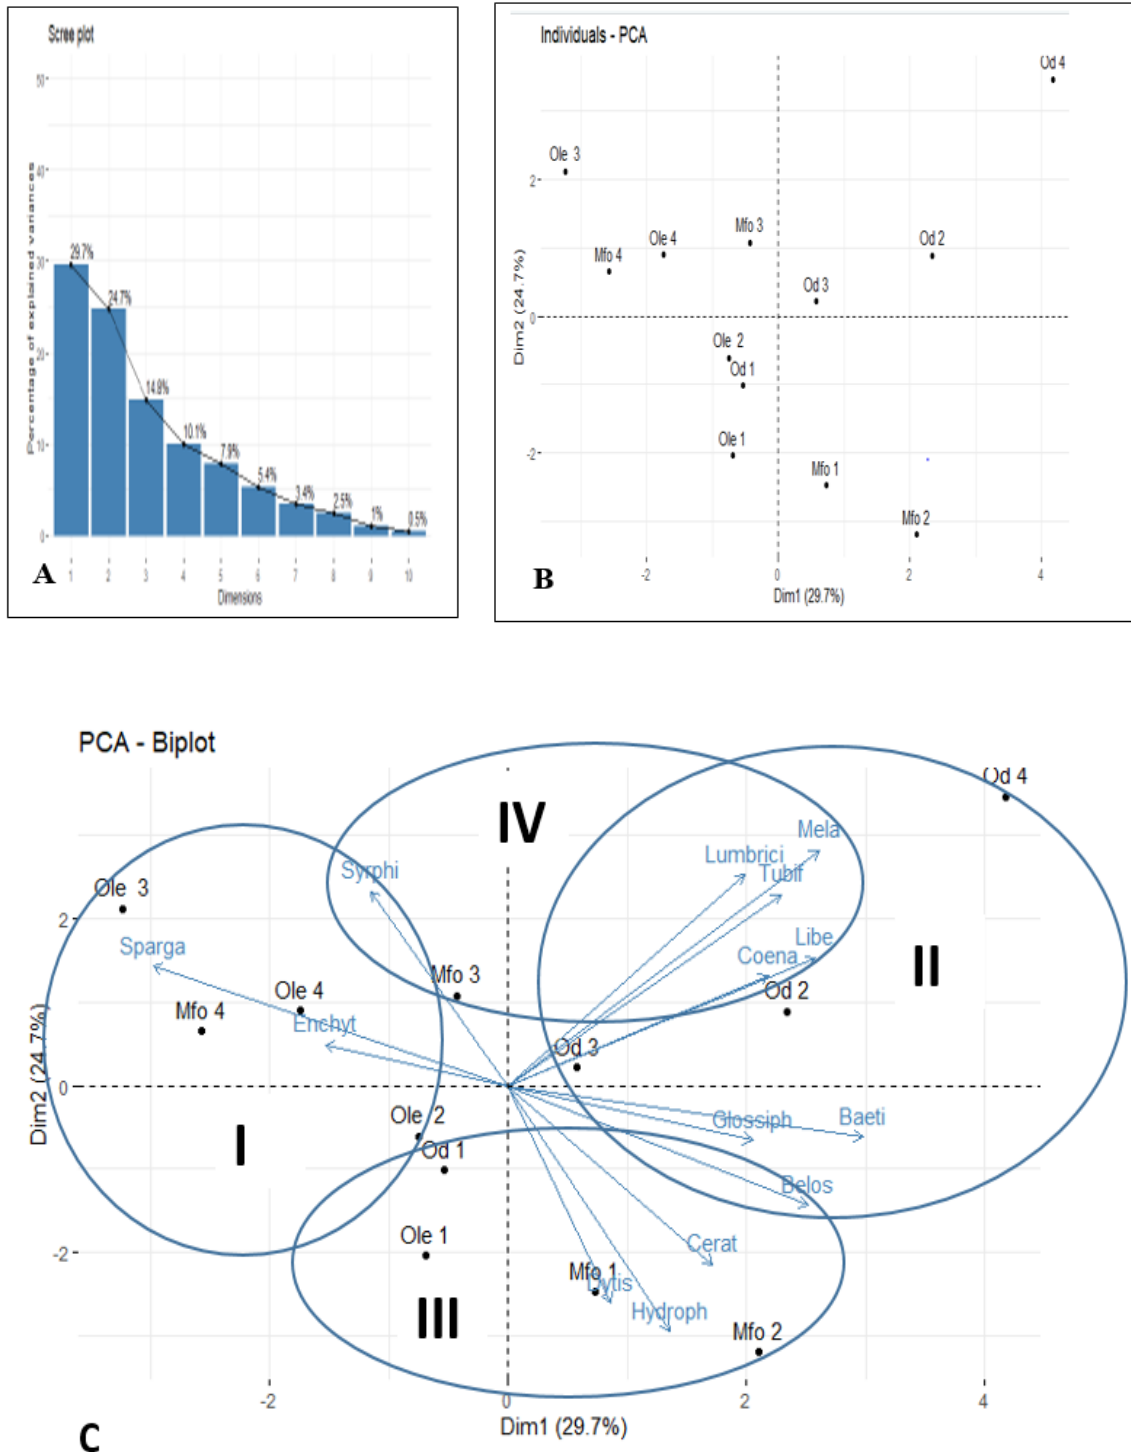 Scree plot
Percentage of explained variances
50
40
30
20
10
0
29.7%
24.7%
14.8%
10.1%
7.9%
5.4%
3.4%
2.5%
1%
0.5%
1 2 3 4 5 6 7 8 9 10
Dimensions
A
Individuals - PCA
Od 4
Ole 3
2
Mfo 3
Ole 4
Od 2
Mfo 4
Od 3
Dim2 (24.7%)
0
Ole 2
Od 1
Ole 1
-2
Mfo 1
Mfo 2
-2 0 2 4
Dim1 (29.7%)
B
PCA - Biplot
Od 4
IV
Mela
Lumbrici
Syrphi
Tubif
Ole 3
2
Sparga
Libe
Coena
II
Mfo 3
Ole 4
Od 2
Mfo 4
Enchyt
Od 3
Dim2 (24.7%)
0
Ole 2
Glossiph
Baeti
I
Od 1
Belos
Ole 1
Cerat
-2
Mfo 1
Dytis
III
Hydroph
Mfo 2
-2 0 2 4
Dim1 (29.7%)
C